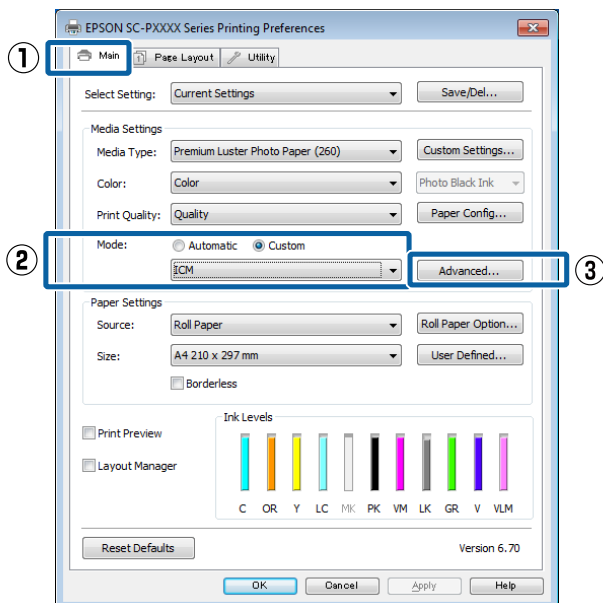 EPSON SC-PXXXX Series Printing Preferences
① Main Page Layout Utility
Select Setting: Current Settings Save/Del...
Media Settings
Media Type: Premium Luster Photo Paper (260) Custom Settings...
Color: Color Photo Black Ink
Print Quality: Quality Paper Config...
② Mode: Automatic Custom
ICM Advanced... ③
Paper Settings
Source: Roll Paper Roll Paper Option...
Size: A4 210 x 297 mm User Defined...
Borderless
Ink Levels
Print Preview
Layout Manager
C OR Y LC MK PK VM LK GR V VLM
Reset Defaults Version 6.70
OK Cancel Apply Help